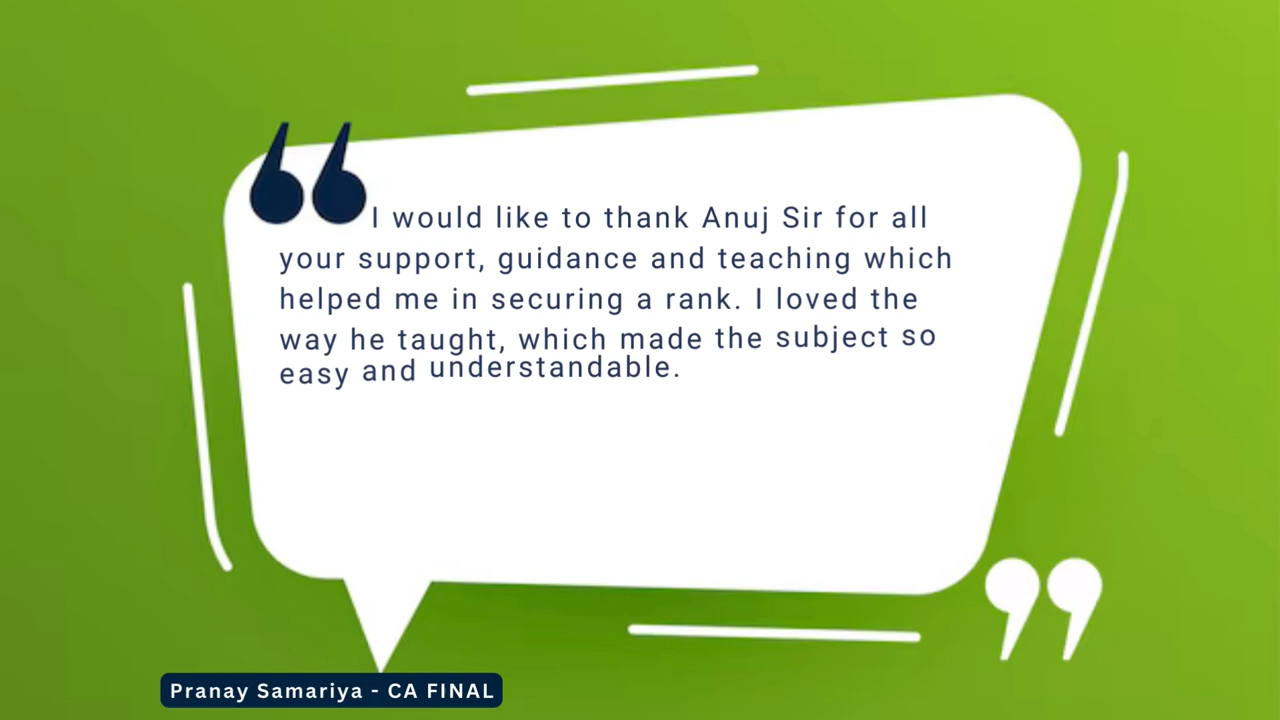 I would like to thank Anuj Sir for all
your support, guidance and teaching which
helped me in securing a rank. I loved the
way he taught, which made the subject so
easy and understandable.
Pranay Samariya - CA FINAL